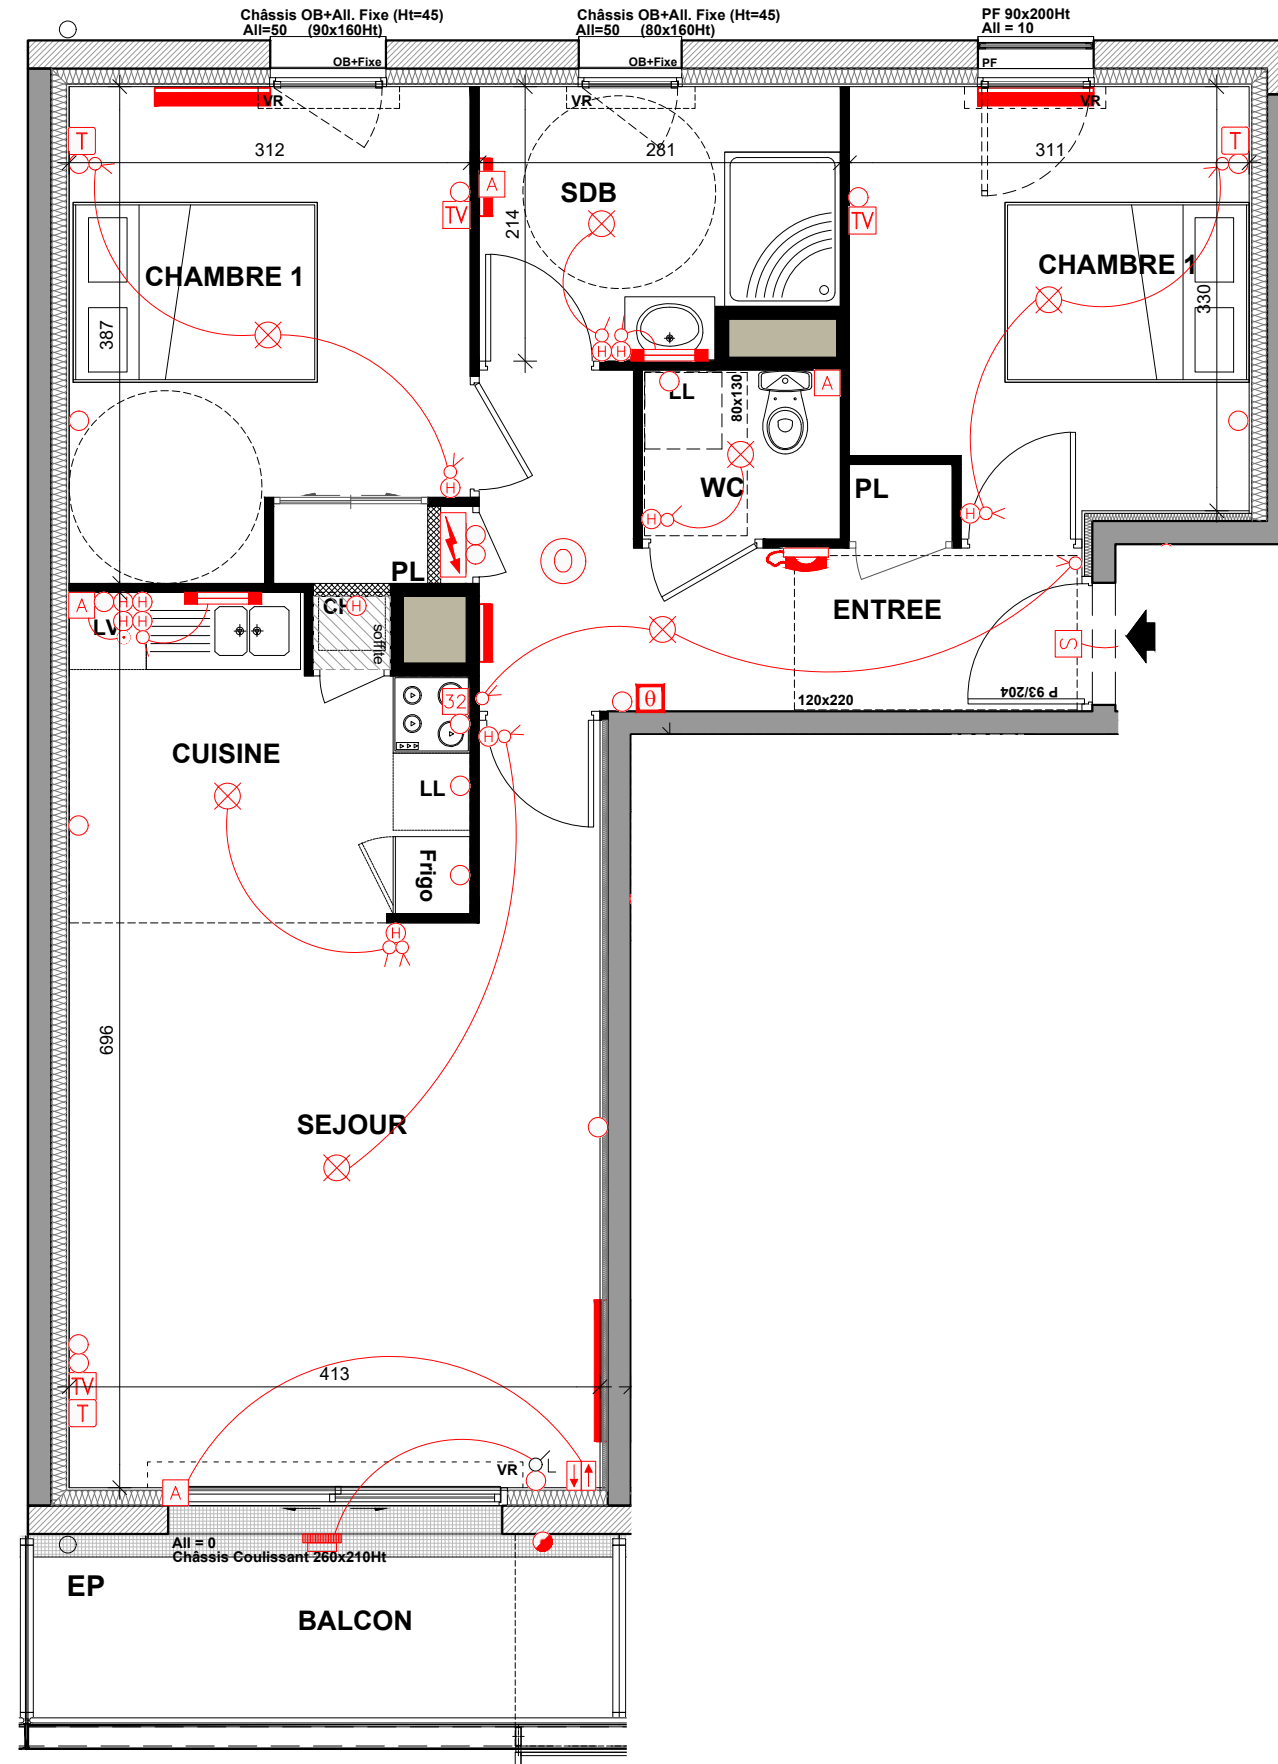 Châssis OB+All. Fixe (Ht=45)
All=50 (90x160Ht)
OB+Fixe
VR
Châssis OB+All. Fixe (Ht=45)
All=50 (80x160Ht)
OB+Fixe
VR
PF 90x200Ht
All = 10
PF
VR
T
312
281
311
T
A
TV
SDB
TV
214
CHAMBRE 1
CHAMBRE 1
330
387
H
H
LL
80x130
A
H
WC
PL
H
H
O
PL
CH
H
soffite
A
H
H
H
H
LV
ENTREE
S
P 93/204
120x220
θ
32
H
CUISINE
LL
Frigo
H
696
SEJOUR
413
TV
T
A
VR
All = 0
Châssis Coulissant 260x210Ht
EP
BALCON